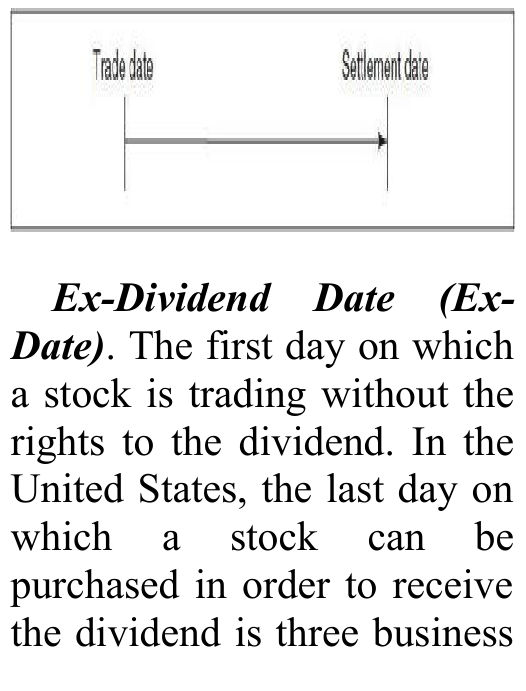 Trade date Settlement date
Ex-Dividend Date (Ex-
Date). The first day on which
a stock is trading without the
rights to the dividend. In the
United States, the last day on
which a stock can be
purchased in order to receive
the dividend is three business